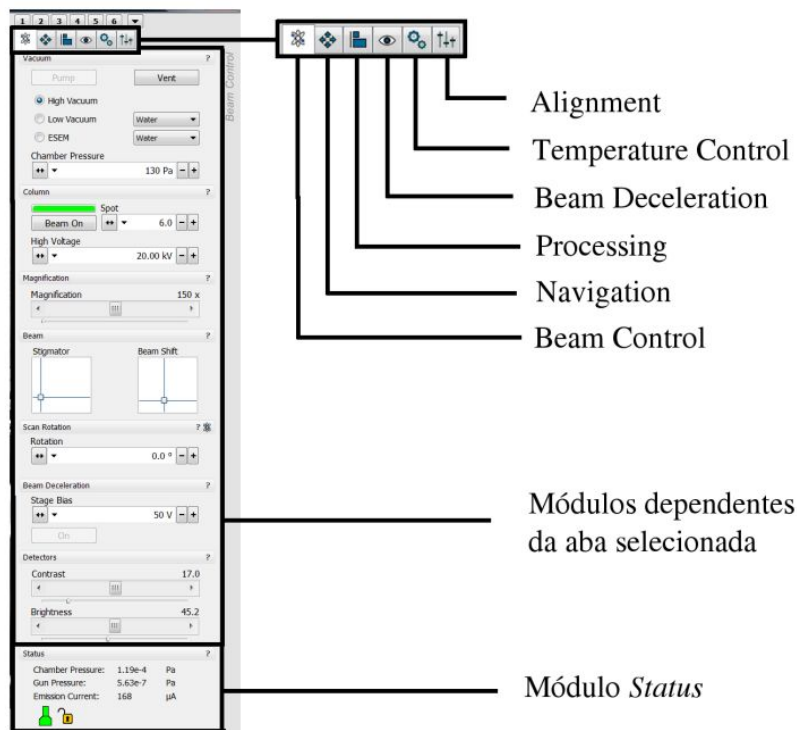 1 2 3 4 5 6
Vacuum ?
Pump Vent
High Vacuum
Low Vacuum Water
ESEM Water
Chamber Pressure
130 Pa - +
Column ?
Spot
Beam On 6.0 - +
High Voltage
20.00 kV - +
Magnification ?
Magnification 150 x
Beam ?
Stigmator Beam Shift
Scan Rotation ?
Rotation
0.0 ° - +
Beam Deceleration ?
Stage Bias
50 V - +
On
Detectors ?
Contrast 17.0
Brightness 45.2
Status ?
Chamber Pressure: 1.19e-4 Pa
Gun Pressure: 5.63e-7 Pa
Emission Current: 168 µA
Beam Control
Alignment
Temperature Control
Beam Deceleration
Processing
Navigation
Beam Control
Módulos dependentes
da aba selecionada
Módulo Status